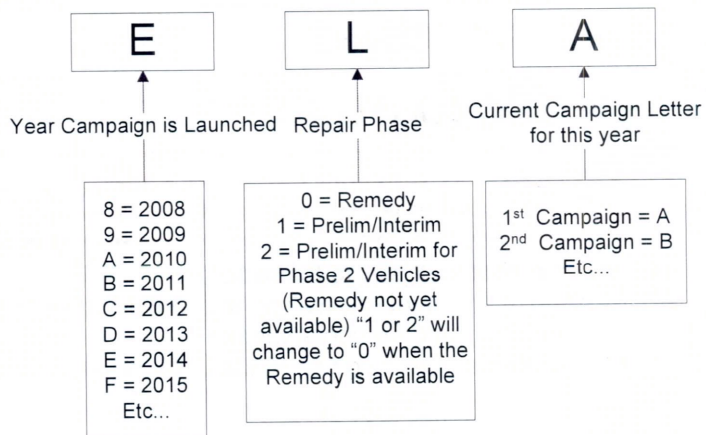 E
L
A
Year Campaign is Launched
Repair Phase
Current Campaign Letter
for this year
8 = 2008
9 = 2009
A = 2010
B = 2011
C = 2012
D = 2013
E = 2014
F = 2015
Etc...
0 = Remedy
1 = Prelim/Interim
2 = Prelim/Interim for
Phase 2 Vehicles
(Remedy not yet
available) “1 or 2” will
change to “0” when the
Remedy is available
1st Campaign = A
2nd Campaign = B
Etc...